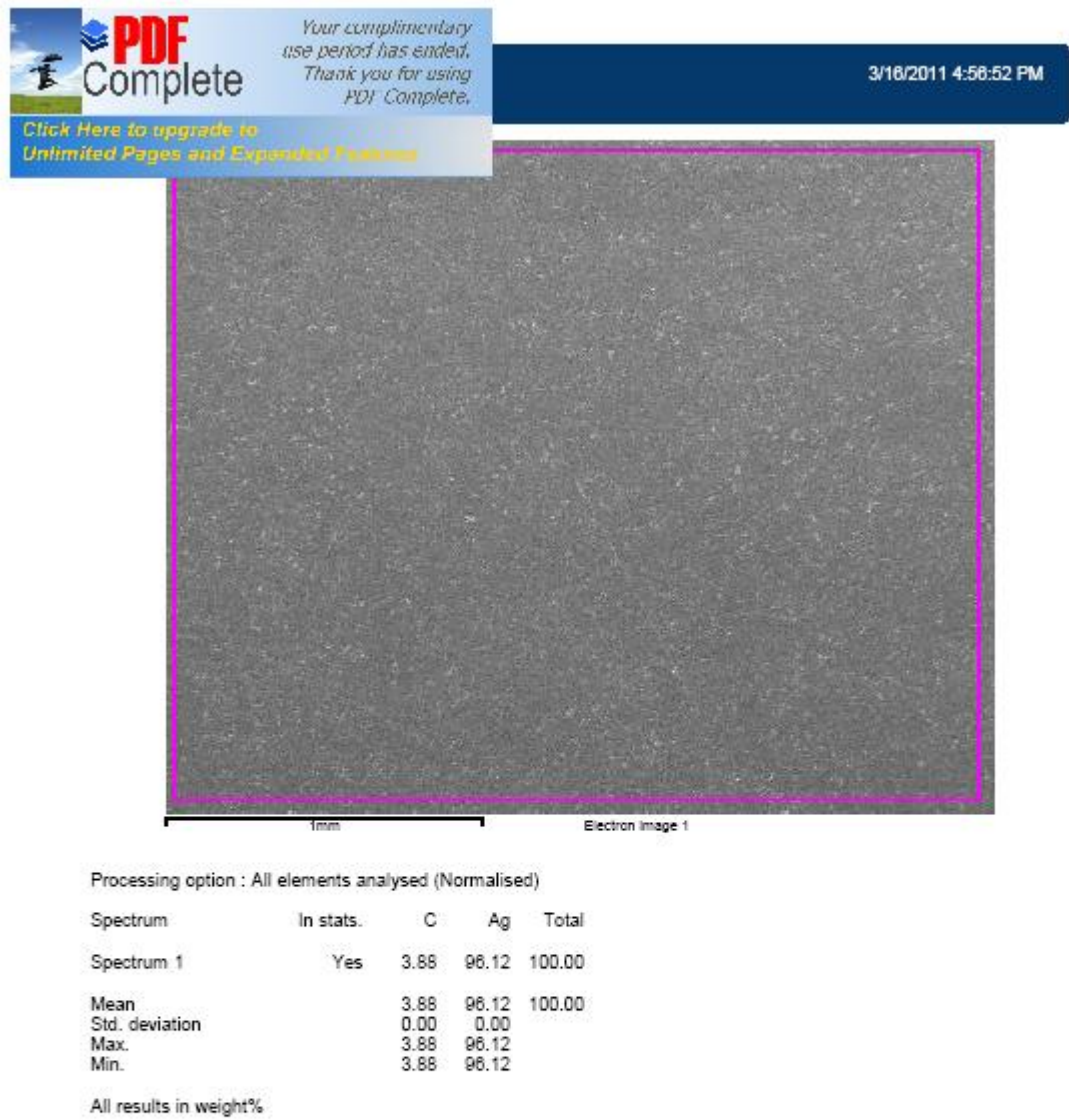 PDF
Complete
Your complimentary
use period has ended.
Thank you for using
PDF Complete.
Click Here to upgrade to
Unlimited Pages and Expanded Features
3/16/2011 4:56:52 PM
1mm
Electron Image 1
Processing option : All elements analysed (Normalised)
Spectrum In stats. C Ag Total
Spectrum 1 Yes 3.88 96.12 100.00
Mean 3.88 96.12 100.00
Std. deviation 0.00 0.00
Max. 3.88 96.12
Min. 3.88 96.12
All results in weight%